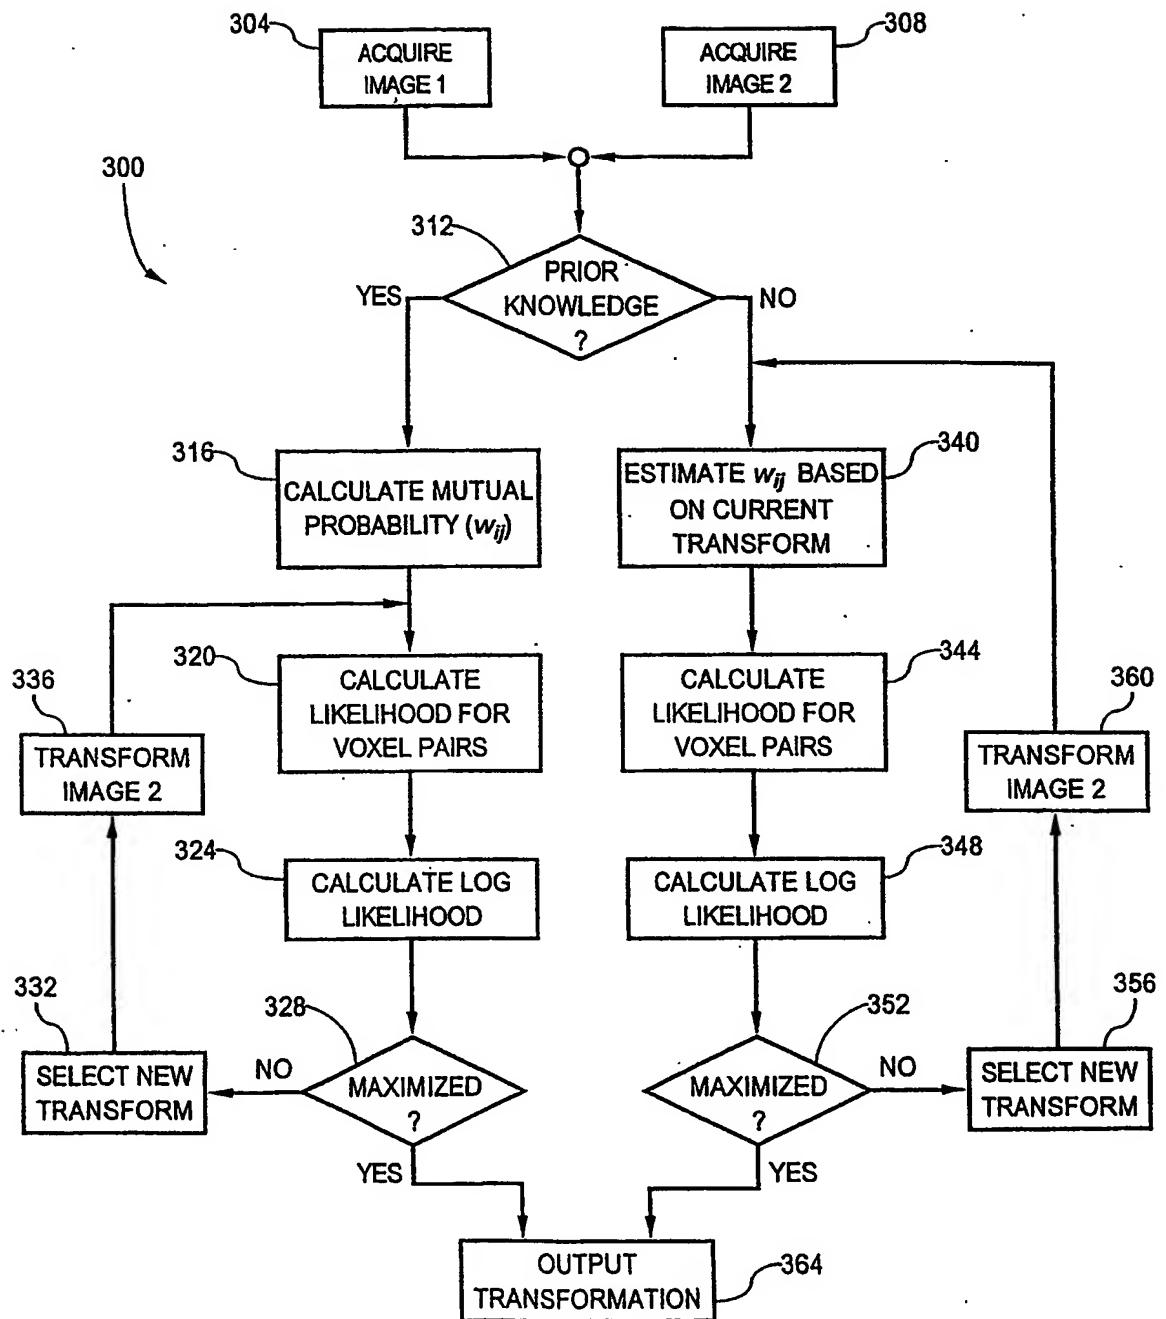 304
ACQUIRE
IMAGE 1
ACQUIRE
IMAGE 2
308
300
312
PRIOR
KNOWLEDGE
?
YES
NO
316
CALCULATE MUTUAL
PROBABILITY (wij)
340
ESTIMATE wij BASED
ON CURRENT
TRANSFORM
320
CALCULATE
LIKELIHOOD FOR
VOXEL PAIRS
344
CALCULATE
LIKELIHOOD FOR
VOXEL PAIRS
336
TRANSFORM
IMAGE 2
360
TRANSFORM
IMAGE 2
324
CALCULATE LOG
LIKELIHOOD
348
CALCULATE LOG
LIKELIHOOD
332
SELECT NEW
TRANSFORM
NO
328
MAXIMIZED
?
YES
352
MAXIMIZED
?
NO
YES
356
SELECT NEW
TRANSFORM
OUTPUT
TRANSFORMATION
364